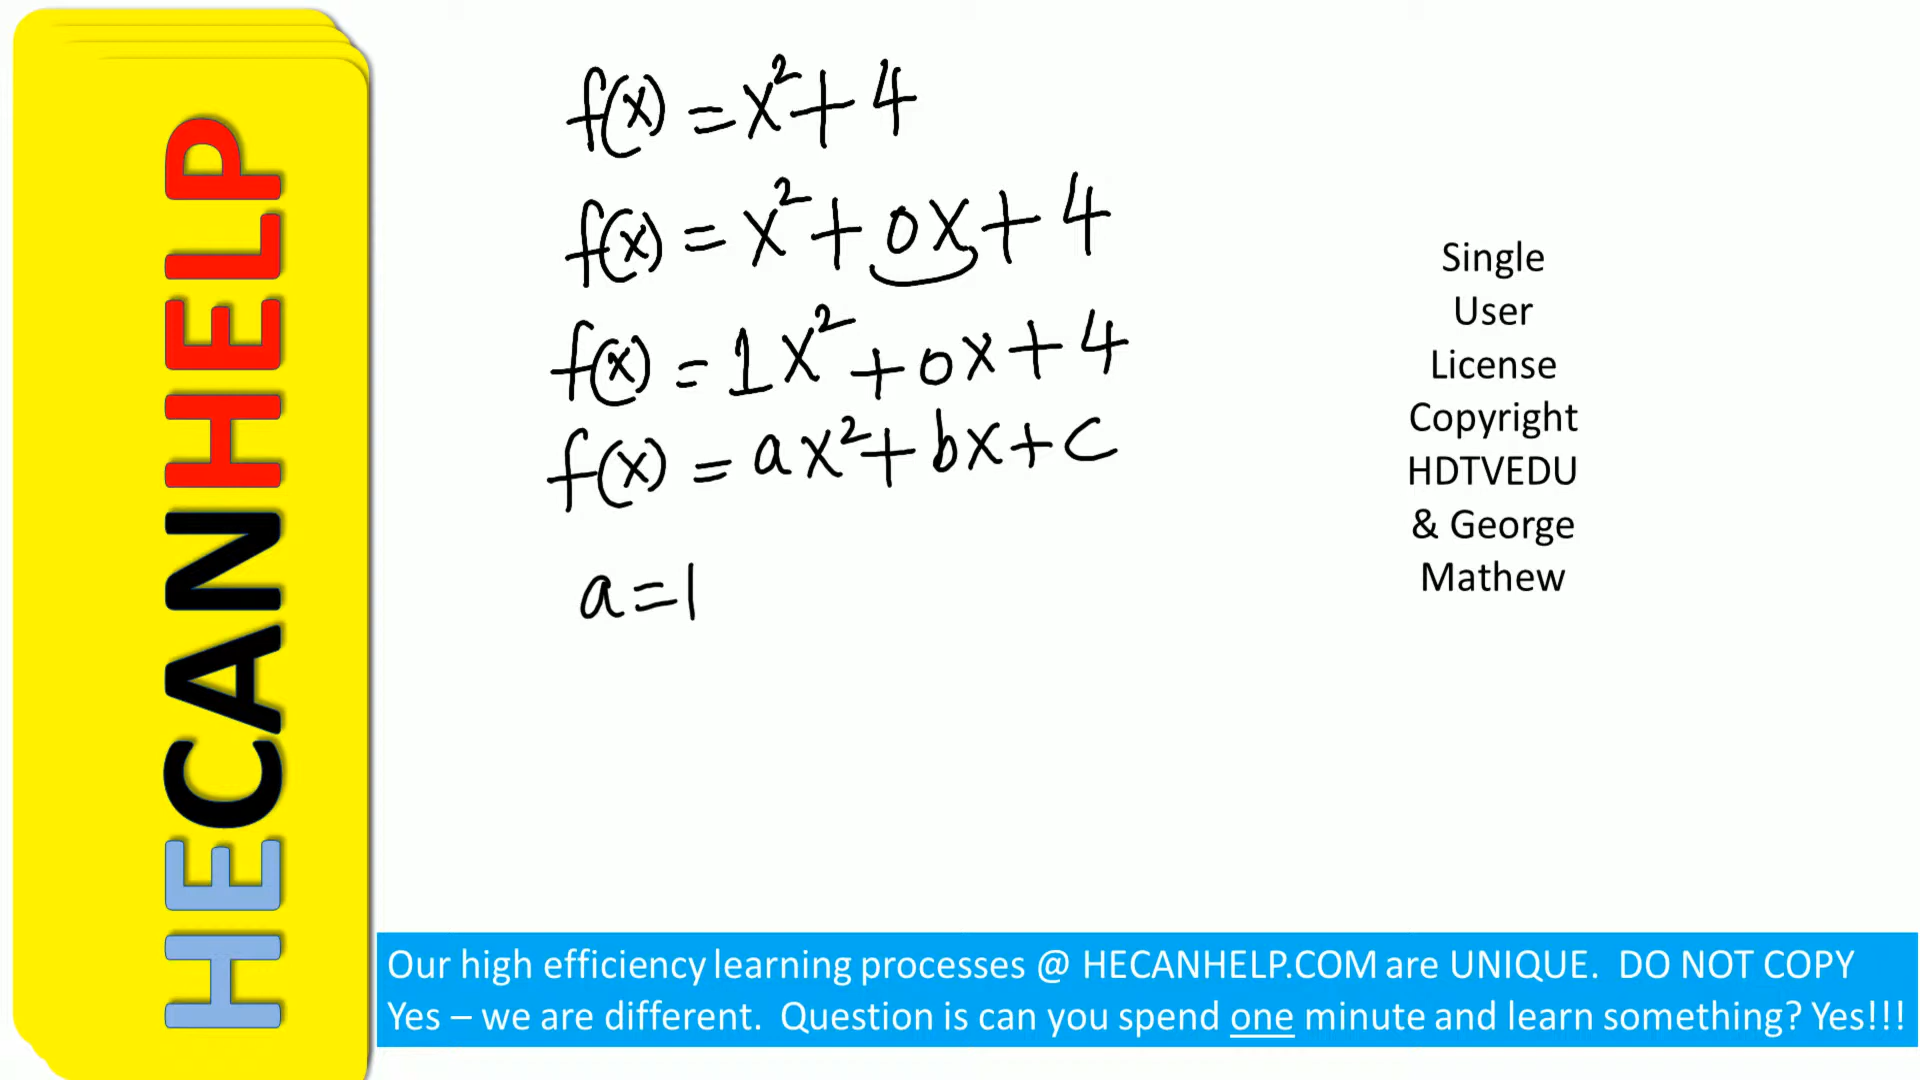 HECANHELP
f(x) = x² + 4
f(x) = x² + 0x + 4
f(x) = 1x² + 0x + 4
f(x) = ax² + bx + c
a = 1
Single
User
License
Copyright
HDTVEDU
& George
Mathew
Our high efficiency learning processes @ HECANHELP.COM are UNIQUE. DO NOT COPY
Yes – we are different. Question is can you spend one minute and learn something? Yes!!!